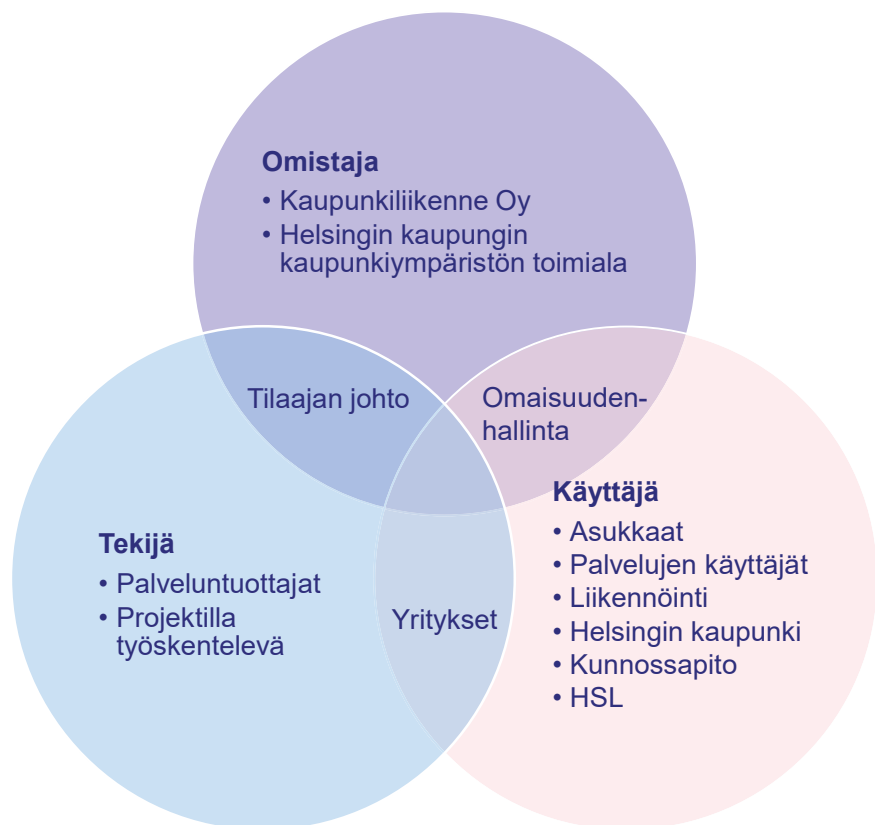 Omistaja
• Kaupunkiliikenne Oy
• Helsingin kaupungin
kaupunkiympäristön toimiala
Tilaajan johto
Omaisuuden-
hallinta
Tekijä
• Palveluntuottajat
• Projektilla
työskentelevä
Yritykset
Käyttäjä
• Asukkaat
• Palvelujen käyttäjät
• Liikennöinti
• Helsingin kaupunki
• Kunnossapito
• HSL